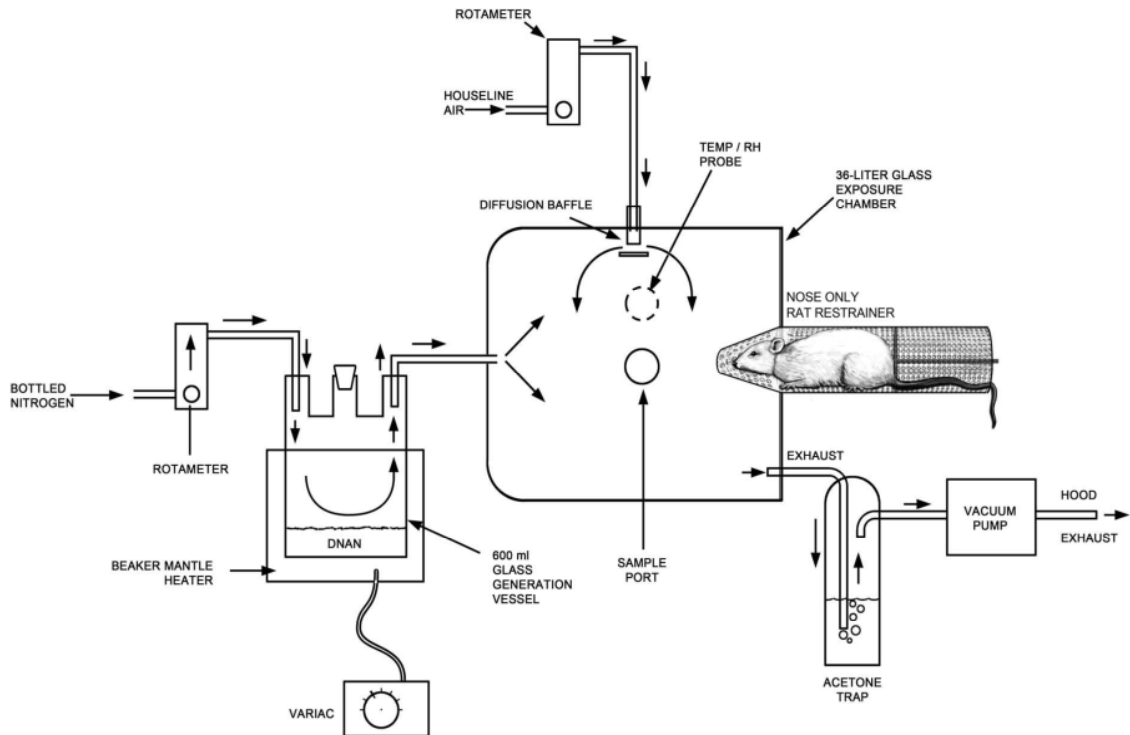 ROTAMETER
HOUSELINE
AIR
TEMP / RH
PROBE
36-LITER GLASS
EXPOSURE
CHAMBER
DIFFUSION BAFFLE
NOSE ONLY
RAT RESTRAINER
BOTTLED
NITROGEN
ROTAMETER
EXHAUST
DNAN
BEAKER MANTLE
HEATER
600 ml
GLASS
GENERATION
VESSEL
SAMPLE
PORT
VACUUM
PUMP
HOOD
EXHAUST
ACETONE
TRAP
VARIAC